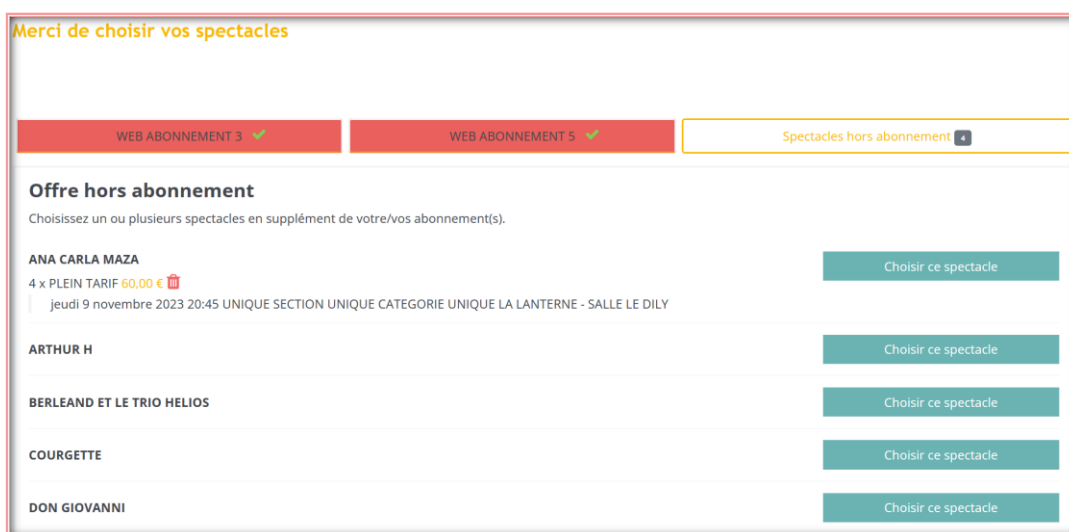 Merci de choisir vos spectacles
WEB ABONNEMENT 3
WEB ABONNEMENT 5
Spectacles hors abonnement 4
Offre hors abonnement
Choisissez un ou plusieurs spectacles en supplément de votre/vos abonnement(s).
ANA CARLA MAZA
Choisir ce spectacle
4 x PLEIN TARIF 60,00 €
jeudi 9 novembre 2023 20:45 UNIQUE SECTION UNIQUE CATEGORIE UNIQUE LA LANTERNE - SALLE LE DILY
ARTHUR H
Choisir ce spectacle
BERLEAND ET LE TRIO HELIOS
Choisir ce spectacle
COURGETTE
Choisir ce spectacle
DON GIOVANNI
Choisir ce spectacle